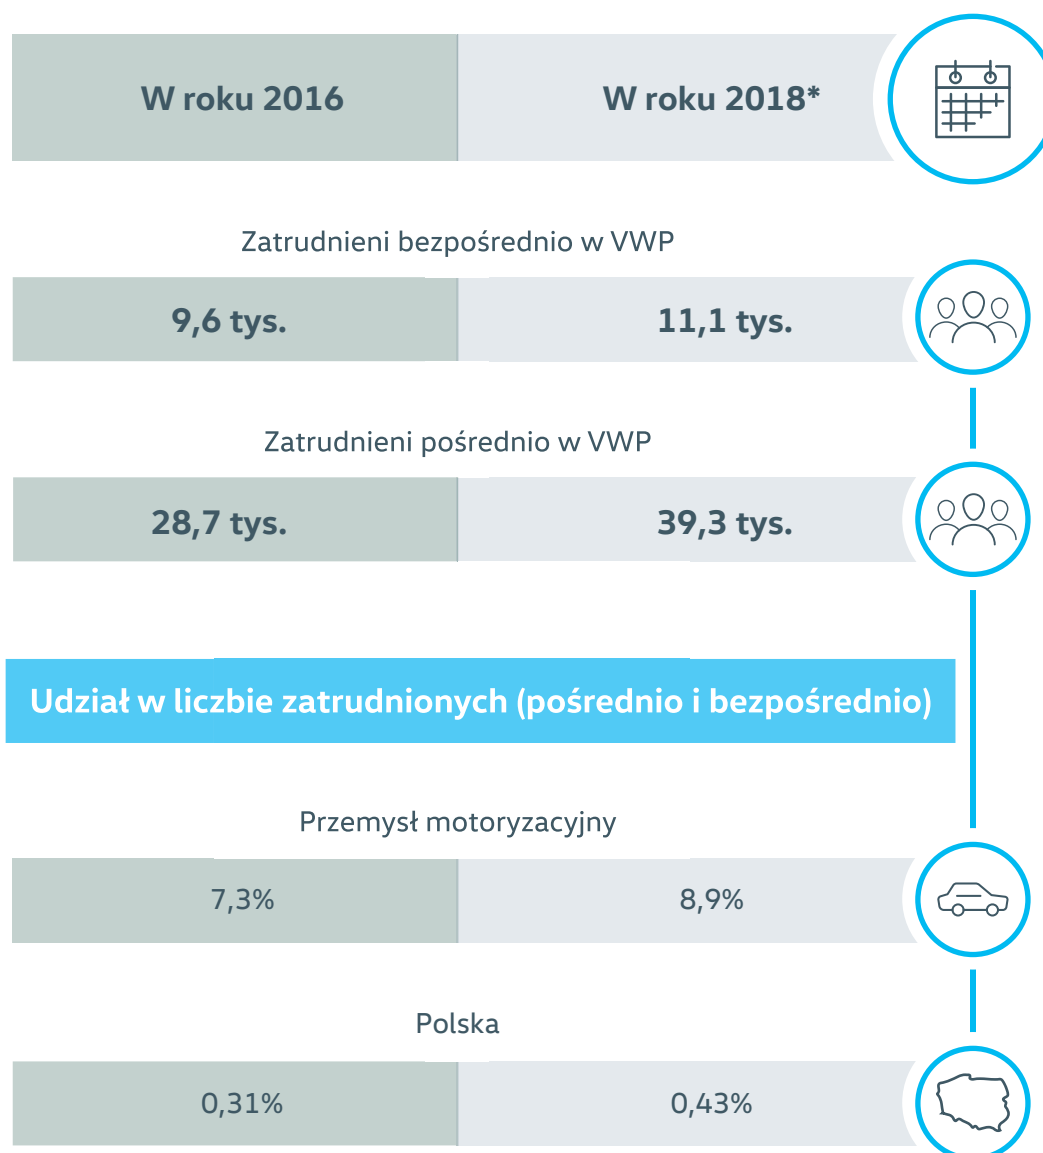 W roku 2016
W roku 2018*
Zatrudnieni bezpośrednio w VWP
9,6 tys.
11,1 tys.
Zatrudnieni pośrednio w VWP
28,7 tys.
39,3 tys.
Udział w liczbie zatrudnionych (pośrednio i bezpośrednio)
Przemysł motoryzacyjny
7,3%
8,9%
Polska
0,31%
0,43%